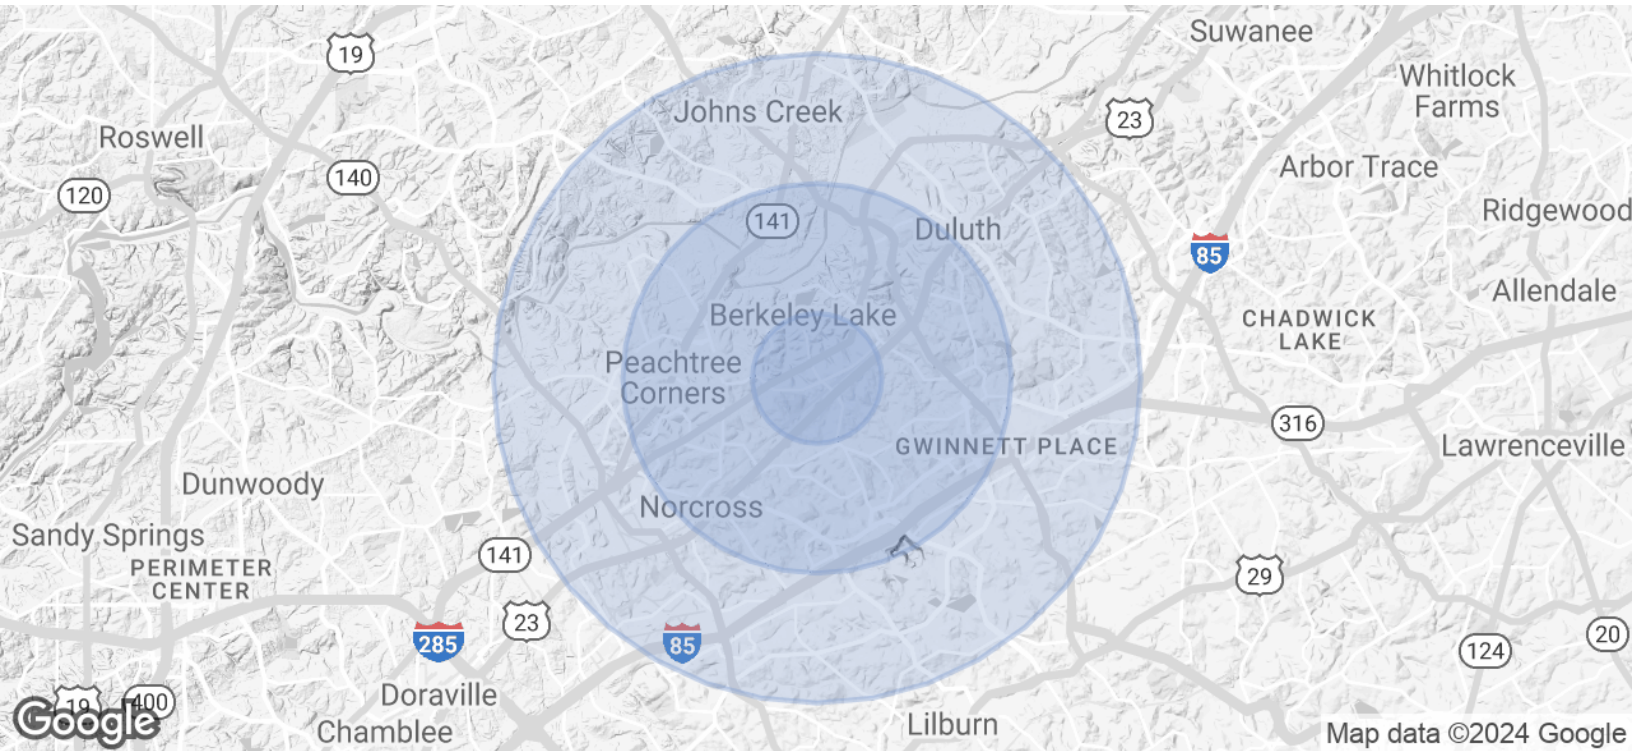 Suwanee
19
Whitlock
Farms
Johns Creek
23
Roswell
Arbor Trace
140
120
Ridgewood
141
Duluth
85
Allendale
Berkeley Lake
CHADWICK
LAKE
Peachtree
Corners
316
GWINNETT PLACE
Lawrenceville
Dunwoody
Norcross
Sandy Springs
141
PERIMETER
CENTER
29
23
285
85
20
124
Doraville
19
400
Google
Chamblee
Lilburn
Map data ©2024 Google